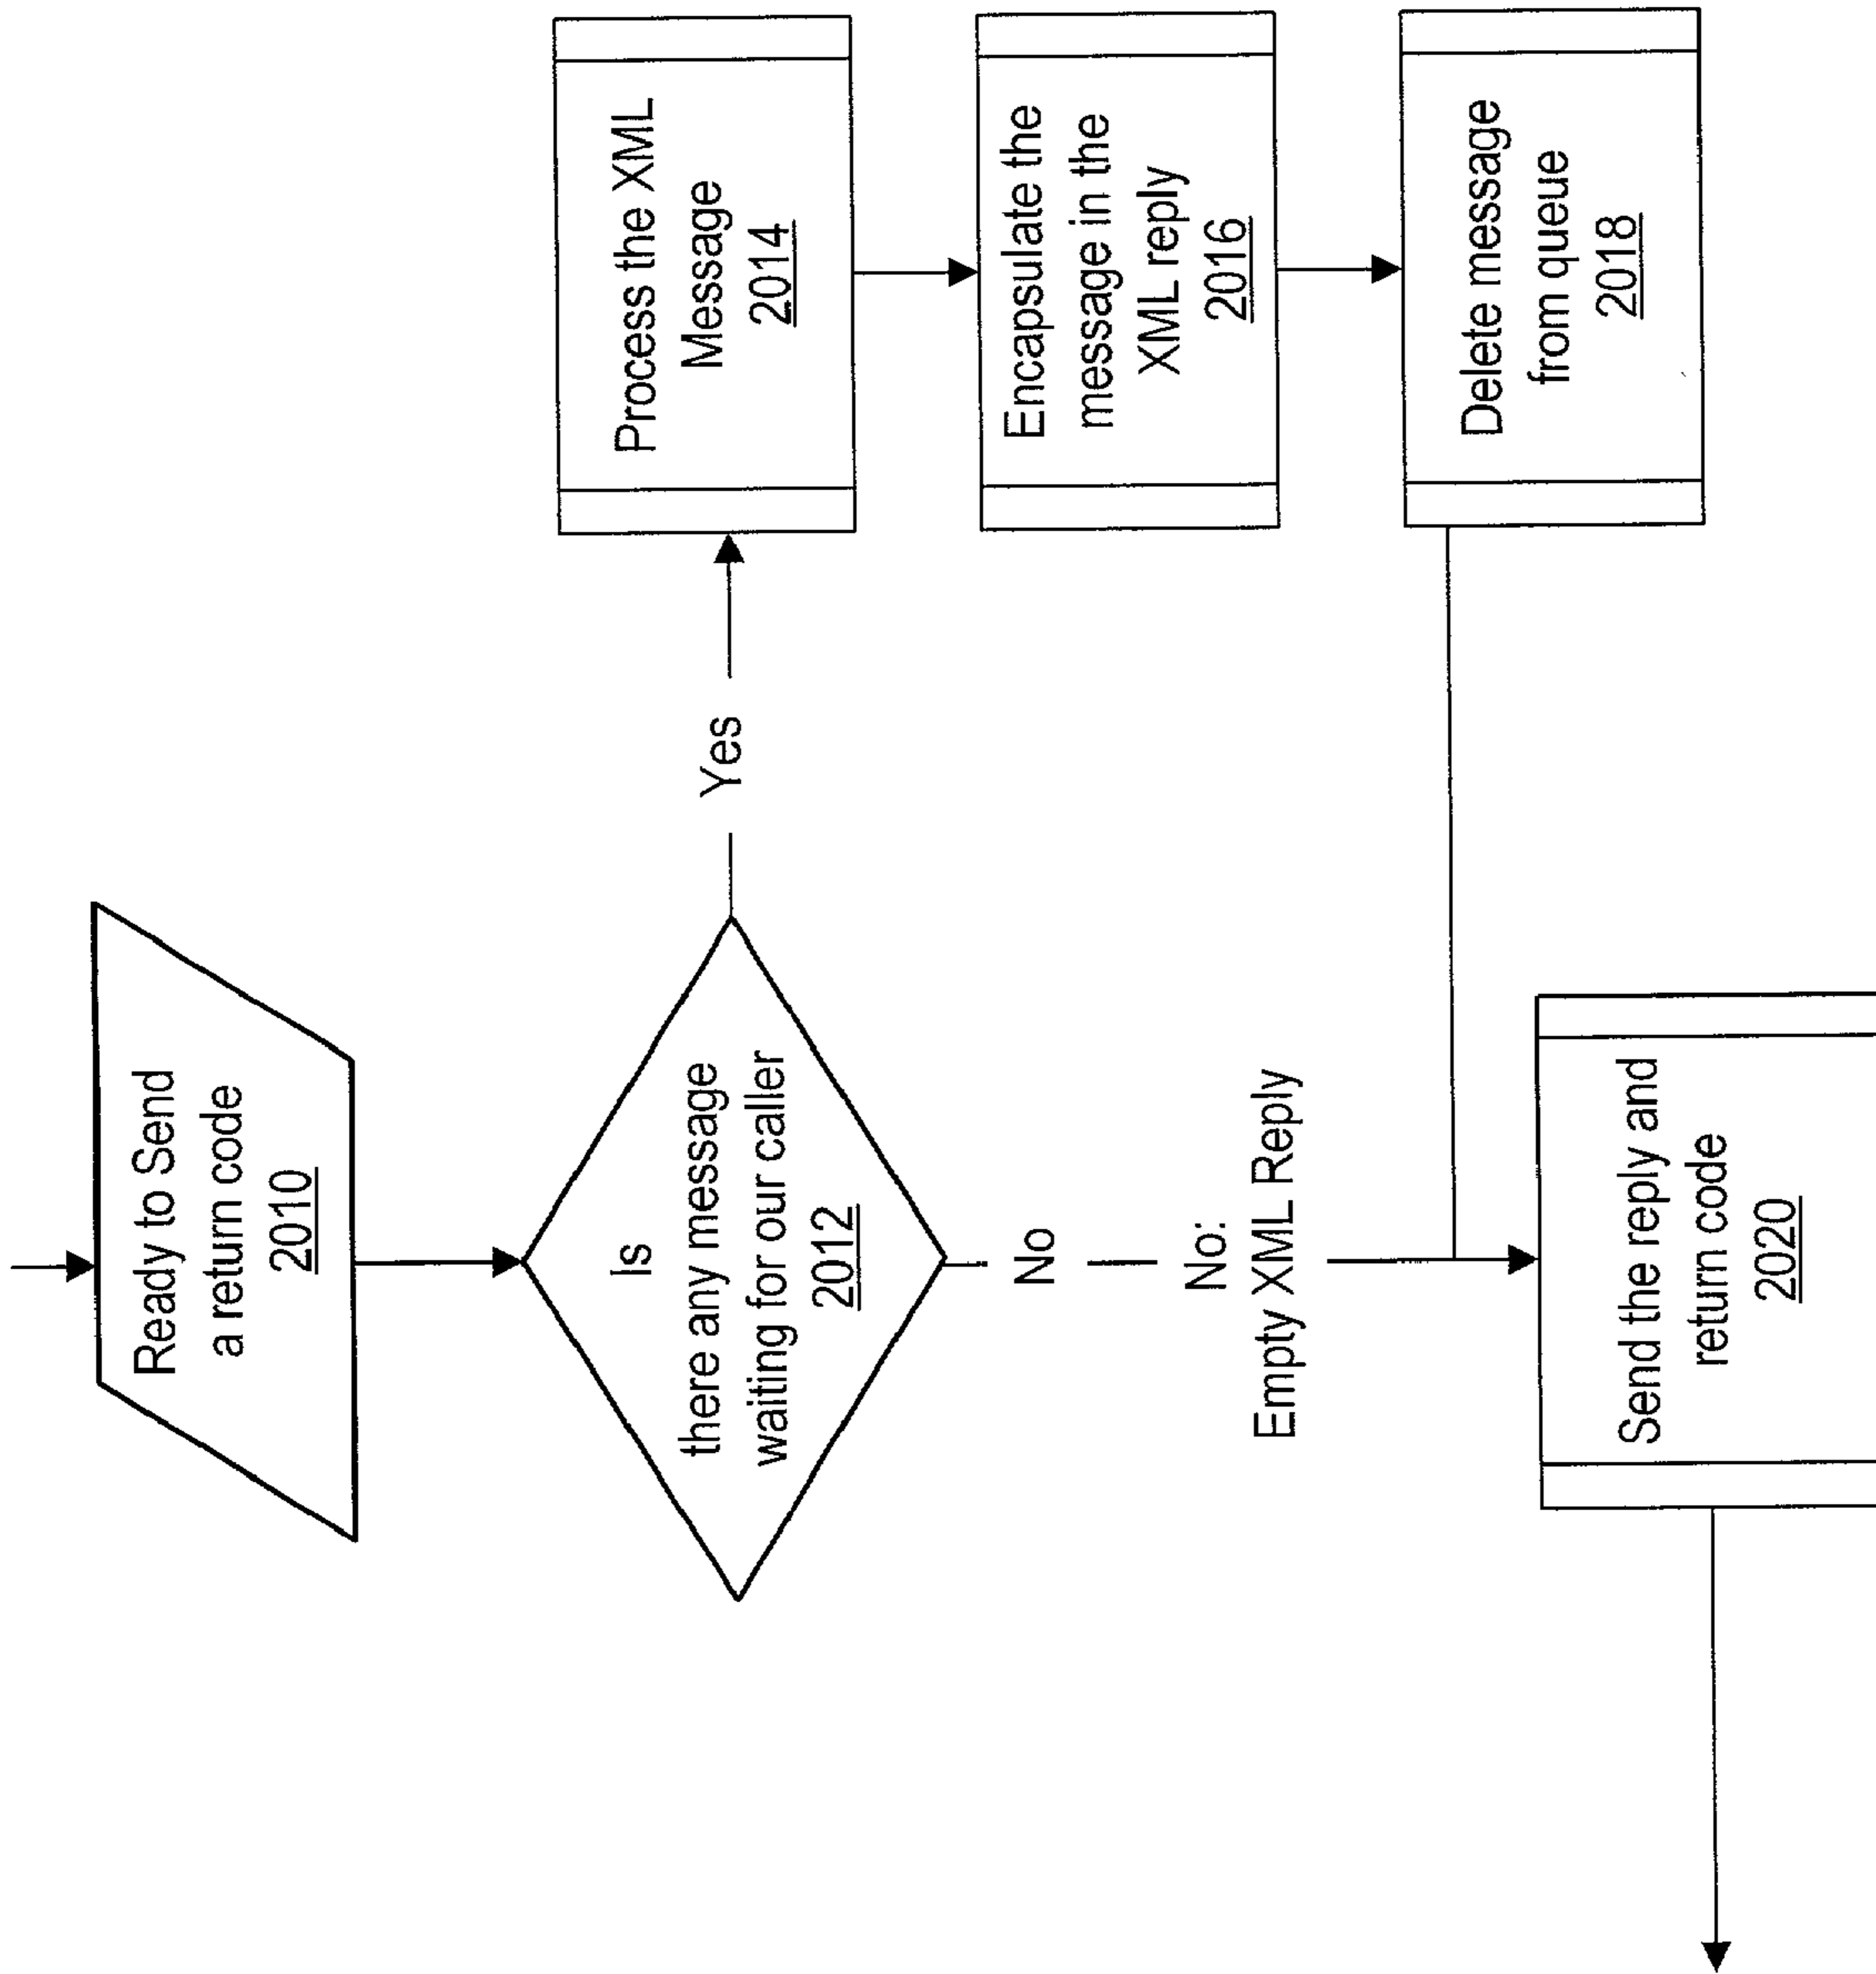 Ready to Send
a return code
2010
Is
there any message
waiting for our caller
2012
Yes
Process the XML
Message
2014
Encapsulate the
message in the
XML reply
2016
Delete message
from queue
2018
No
No:
Empty XML Reply
Send the reply and
return code
2020